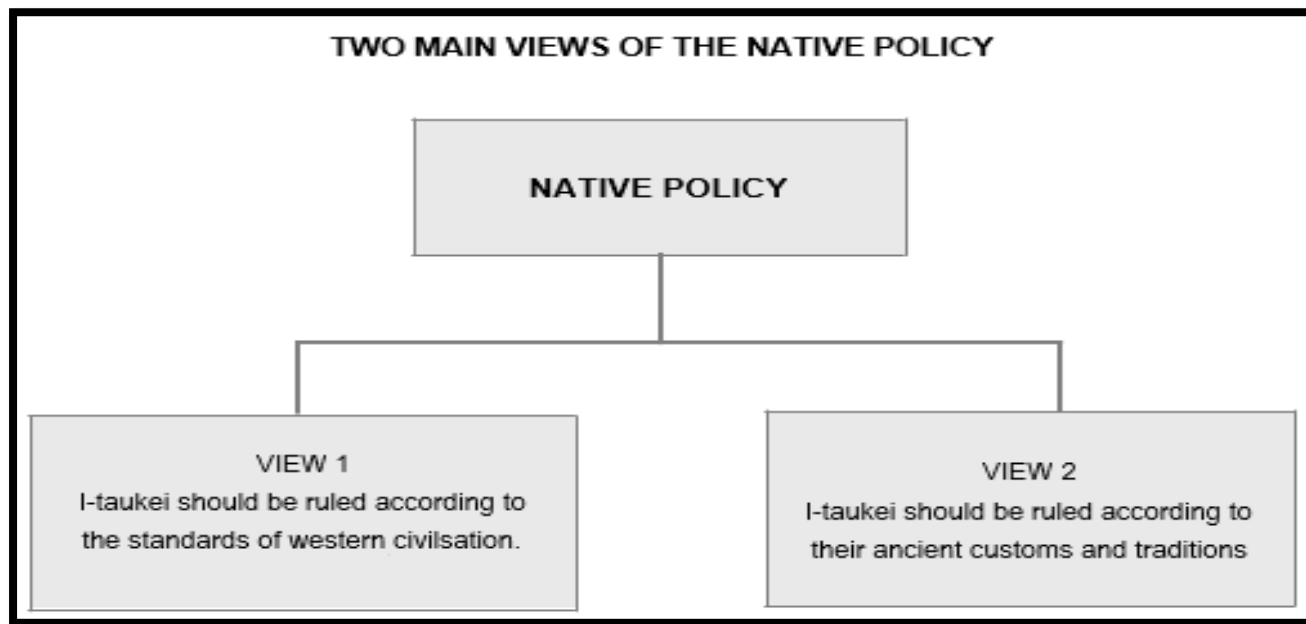 TWO MAIN VIEWS OF THE NATIVE POLICY
NATIVE POLICY
VIEW 1
I-taukei should be ruled according to
the standards of western civilsation.
VIEW 2
I-taukei should be ruled according to
their ancient customs and traditions